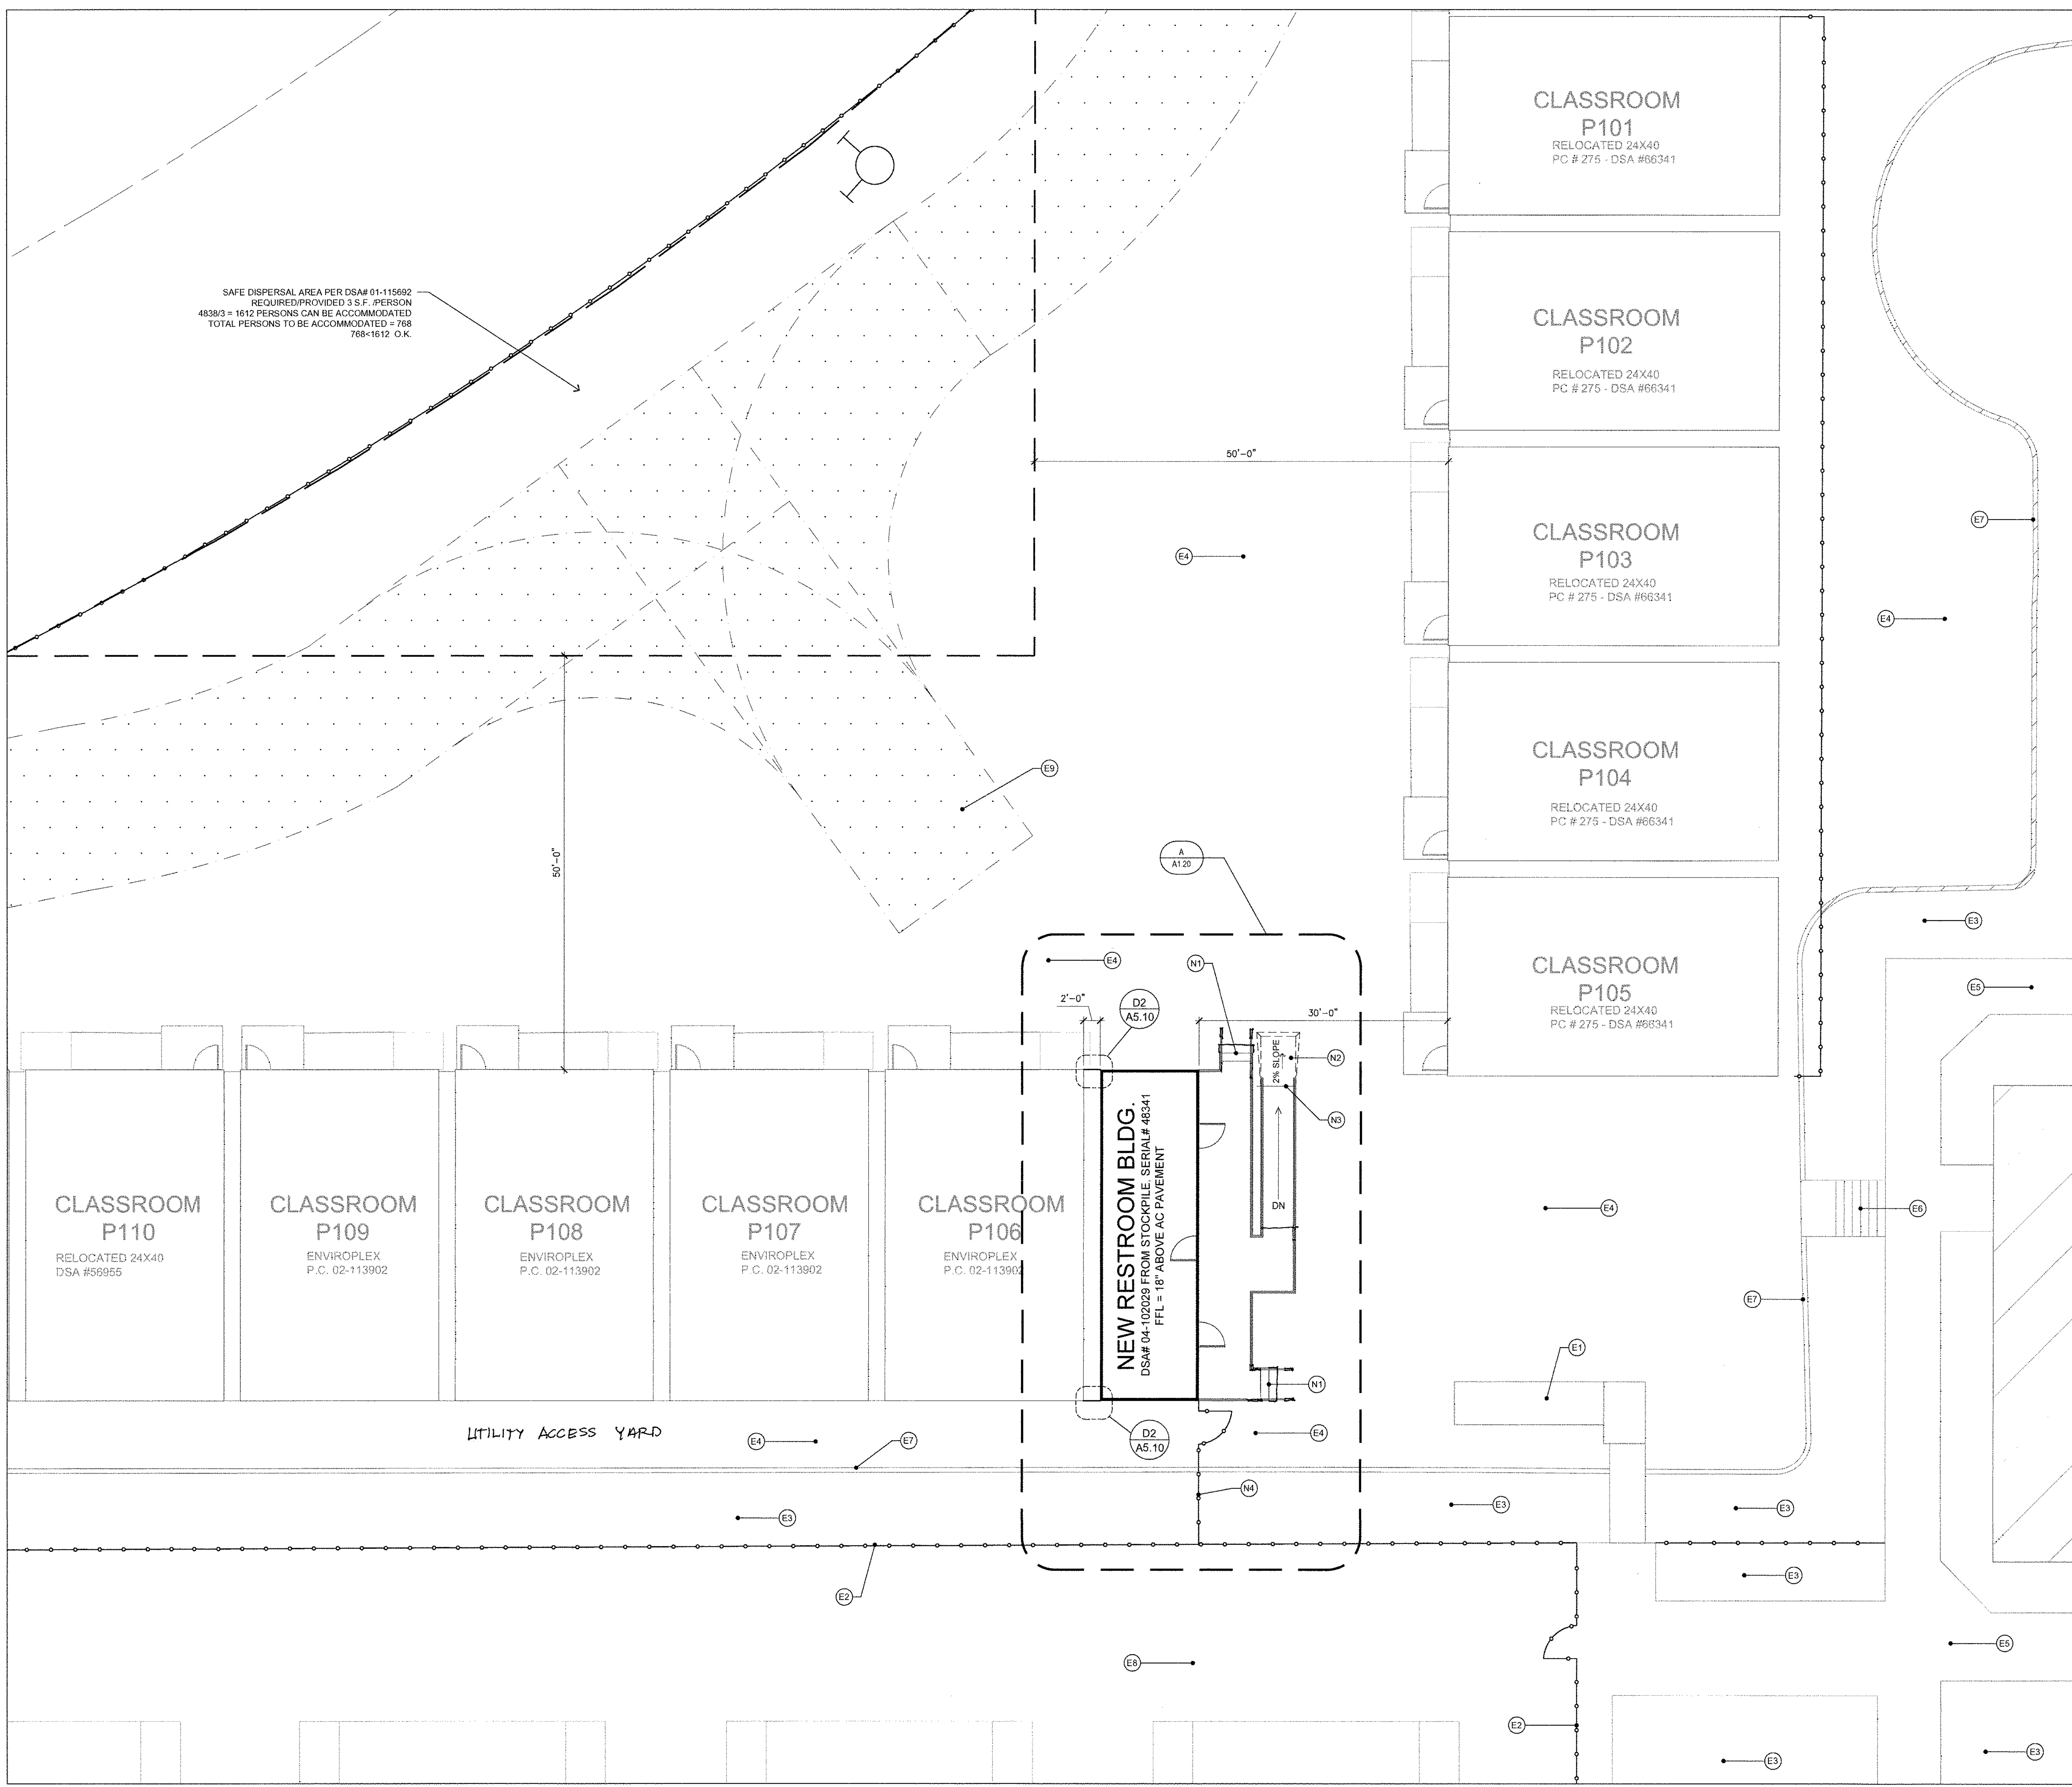 CLASSROOM
P101
RELOCATED 24X40
PC # 275 - DSA #66341
CLASSROOM
P102
RELOCATED 24X40
PC # 275 - DSA #66341
SAFE DISPERSAL AREA PER DSA# 01-115692
REQUIRED/PROVIDED 3 S.F. /PERSON
4838/3 = 1612 PERSONS CAN BE ACCOMMODATED
TOTAL PERSONS TO BE ACCOMMODATED = 768
768<1612 O.K.
50'-0"
CLASSROOM
P103
RELOCATED 24X40
PC # 275 - DSA #66341
E7
E4
E4
CLASSROOM
P104
RELOCATED 24X40
PC # 275 - DSA #66341
E9
50'-0"
A
A1.20
E3
CLASSROOM
P105
RELOCATED 24X40
PC # 275 - DSA #66341
E4
N1
E5
2'-0"
D2
A5.10
30'-0"
2% SLOPE
N2
N3
DN
NEW RESTROOM BLDG.
DSA# 04-102029 FROM STOCKPILE, SERIAL# 48341
FFL = 18" ABOVE AC PAVEMENT
CLASSROOM
P110
RELOCATED 24X40
DSA #56955
CLASSROOM
P109
ENVIROPLEX
P.C. 02-113902
CLASSROOM
P108
ENVIROPLEX
P.C. 02-113902
CLASSROOM
P107
ENVIROPLEX
P.C. 02-113902
CLASSROOM
P106
ENVIROPLEX
P.C. 02-113902
E4
E6
E7
E1
N1
UTILITY ACCESS YARD
E4
E7
D2
A5.10
E4
N4
E3
E3
E3
E2
E3
E8
E5
E2
E3
E3